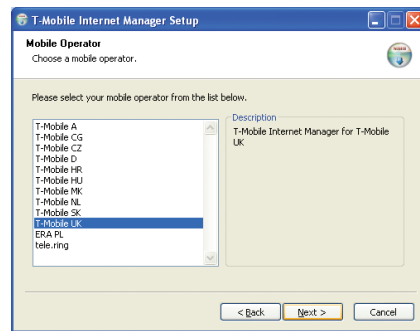 T-Mobile Internet Manager Setup
Mobile Operator
Choose a mobile operator.
Please select your mobile operator from the list below.
T-Mobile A
T-Mobile CG
T-Mobile CZ
T-Mobile D
T-Mobile HR
T-Mobile HU
T-Mobile MK
T-Mobile NL
T-Mobile SK
T-Mobile UK
ERA PL
tele.ring
Description
T-Mobile Internet Manager for T-Mobile
UK
< Back
Next >
Cancel